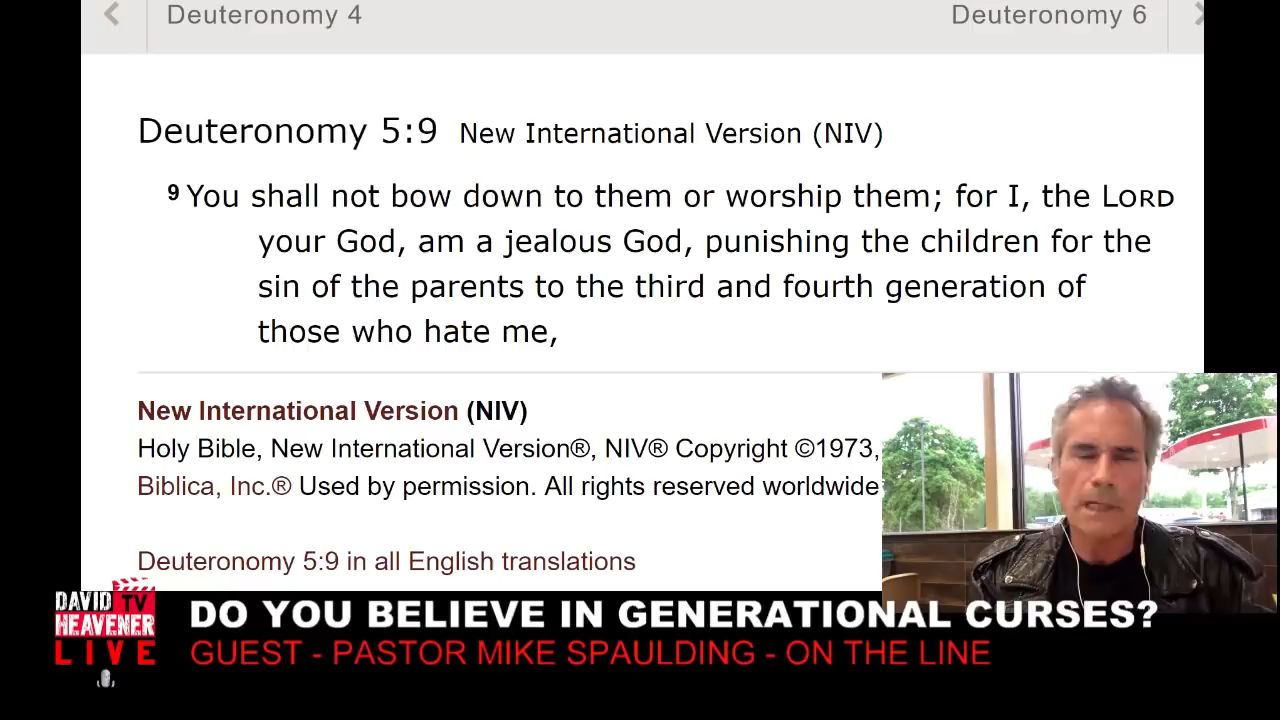 Deuteronomy 4
Deuteronomy 6
Deuteronomy 5:9 New International Version (NIV)
9 You shall not bow down to them or worship them; for I, the LORD
your God, am a jealous God, punishing the children for the
sin of the parents to the third and fourth generation of
those who hate me,
New International Version (NIV)
Holy Bible, New International Version®, NIV® Copyright ©1973,
Biblica, Inc.® Used by permission. All rights reserved worldwide
Deuteronomy 5:9 in all English translations
DAVID TV
HEAVENER
LIVE
DO YOU BELIEVE IN GENERATIONAL CURSES?
GUEST - PASTOR MIKE SPAULDING - ON THE LINE